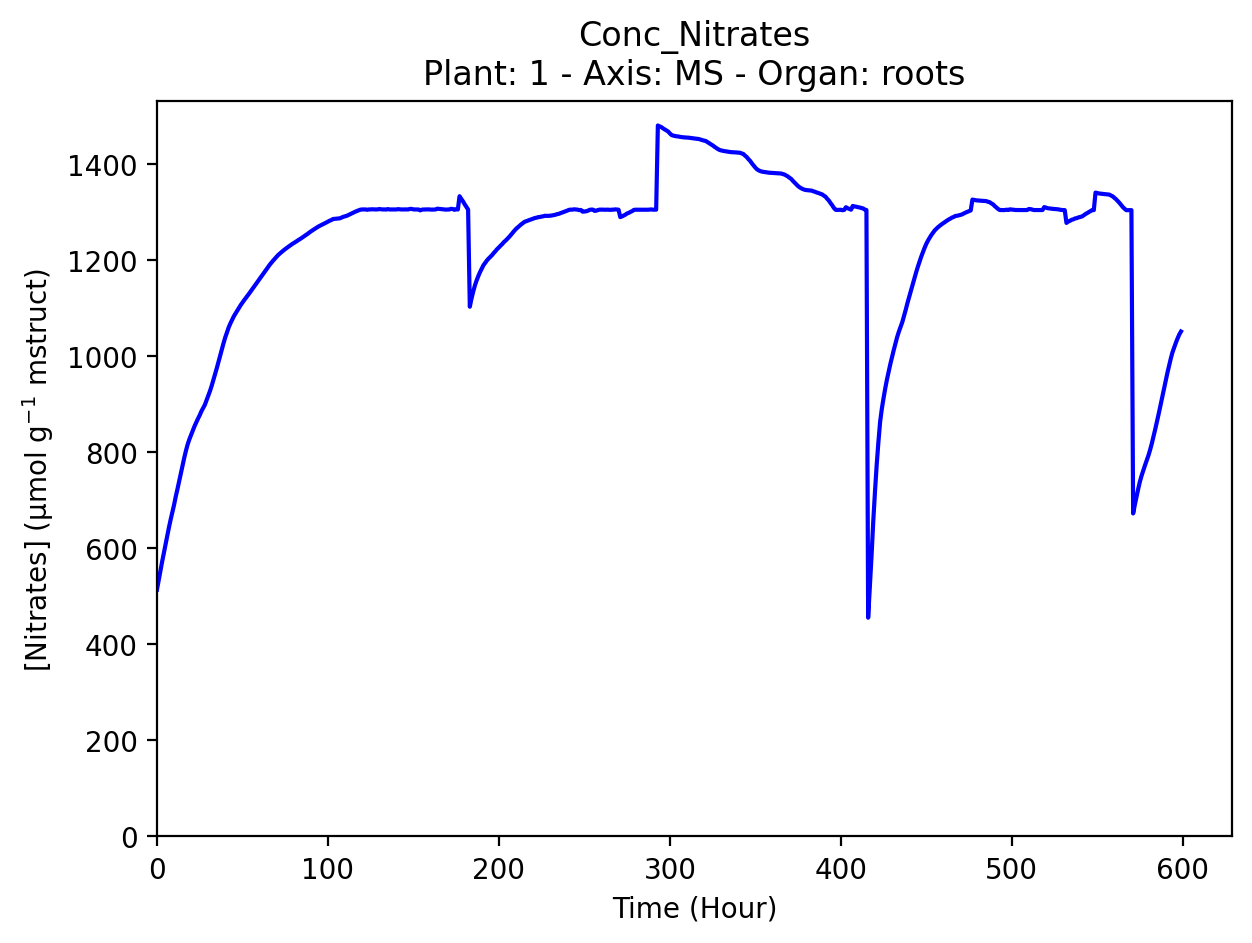 Conc_Nitrates
Plant: 1 - Axis: MS - Organ: roots
[Nitrates] (µmol g⁻¹ mstruct)
1400
1200
1000
800
600
400
200
0
0 100 200 300 400 500 600
Time (Hour)